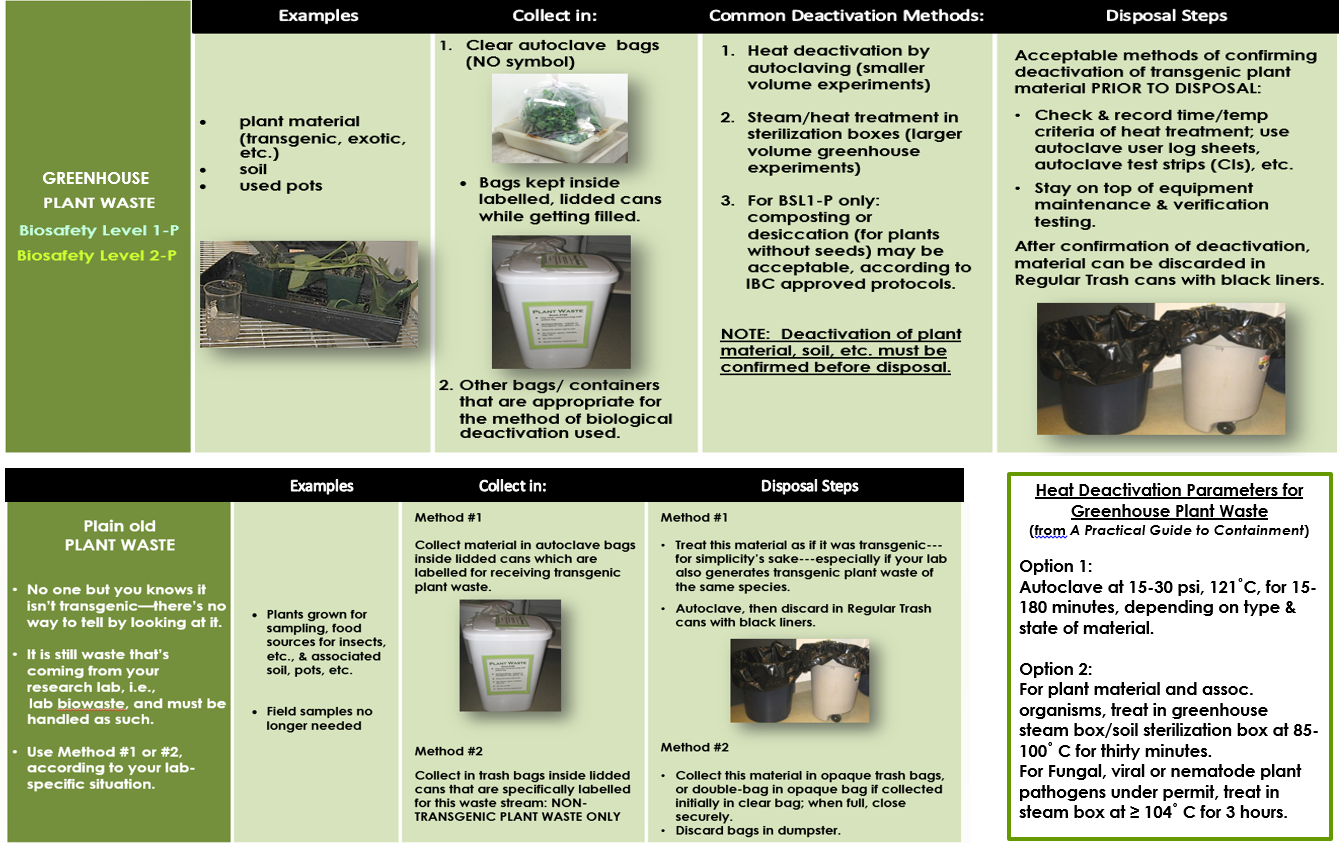 Examples
Collect in:
Common Deactivation Methods:
Disposal Steps
GREENHOUSE
PLANT WASTE
Biosafety Level 1-P
Biosafety Level 2-P
• plant material
(transgenic, exotic,
etc.)
• soil
• used pots
1. Clear autoclave bags
(NO symbol)
• Bags kept inside
labelled, lidded cans
while getting filled.
PLANT WASTE
2. Other bags/ containers
that are appropriate for
the method of biological
deactivation used.
1. Heat deactivation by
autoclaving (smaller
volume experiments)
2. Steam/heat treatment in
sterilization boxes (larger
volume greenhouse
experiments)
3. For BSL1-P only:
composting or
desiccation (for plants
without seeds) may be
acceptable, according to
IBC approved protocols.
NOTE: Deactivation of plant
material, soil, etc. must be
confirmed before disposal.
Acceptable methods of confirming
deactivation of transgenic plant
material PRIOR TO DISPOSAL:
• Check & record time/temp
criteria of heat treatment; use
autoclave user log sheets,
autoclave test strips (CIs), etc.
• Stay on top of equipment
maintenance & verification
testing.
After confirmation of deactivation,
material can be discarded in
Regular Trash cans with black liners.
Examples
Collect in:
Disposal Steps
Plain old
PLANT WASTE
• No one but you knows it
isn't transgenic—there's no
way to tell by looking at it.
• It is still waste that's
coming from your
research lab, i.e.,
lab biowaste, and must be
handled as such.
• Use Method #1 or #2,
according to your lab-
specific situation.
• Plants grown for
sampling, food
sources for insects,
etc., & associated
soil, pots, etc.
• Field samples no
longer needed
Method #1
Collect material in autoclave bags
inside lidded cans which are
labelled for receiving transgenic
plant waste.
PLANT WASTE
Method #2
Collect in trash bags inside lidded
cans that are specifically labelled
for this waste stream: NON-
TRANSGENIC PLANT WASTE ONLY
Method #1
• Treat this material as if it was transgenic---
for simplicity's sake---especially if your lab
also generates transgenic plant waste of
the same species.
• Autoclave, then discard in Regular Trash
cans with black liners.
Method #2
• Collect this material in opaque trash bags,
or double-bag in opaque bag if collected
initially in clear bag; when full, close
securely.
• Discard bags in dumpster.
Heat Deactivation Parameters for
Greenhouse Plant Waste
(from A Practical Guide to Containment)
Option 1:
Autoclave at 15-30 psi, 121˚C, for 15-
180 minutes, depending on type &
state of material.
Option 2:
For plant material and assoc.
organisms, treat in greenhouse
steam box/soil sterilization box at 85-
100˚ C for thirty minutes.
For Fungal, viral or nematode plant
pathogens under permit, treat in
steam box at ≥ 104˚ C for 3 hours.